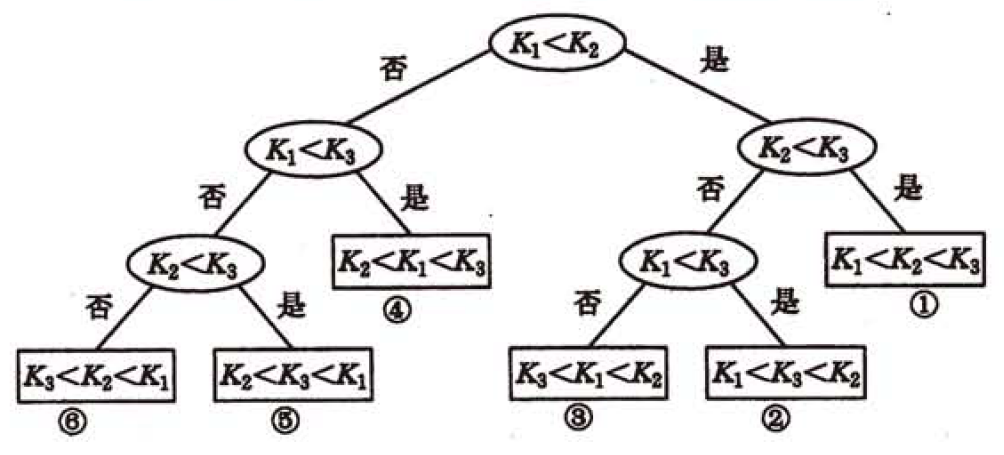 K₁<K₂
否 是
K₁<K₃ K₂<K₃
否 是 否 是
K₂<K₃ K₂<K₁<K₃ K₁<K₃ K₁<K₂<K₃
④ ①
否 是 否 是
K₃<K₂<K₁ K₂<K₃<K₁ K₃<K₁<K₂ K₁<K₃<K₂
⑥ ⑤ ③ ②